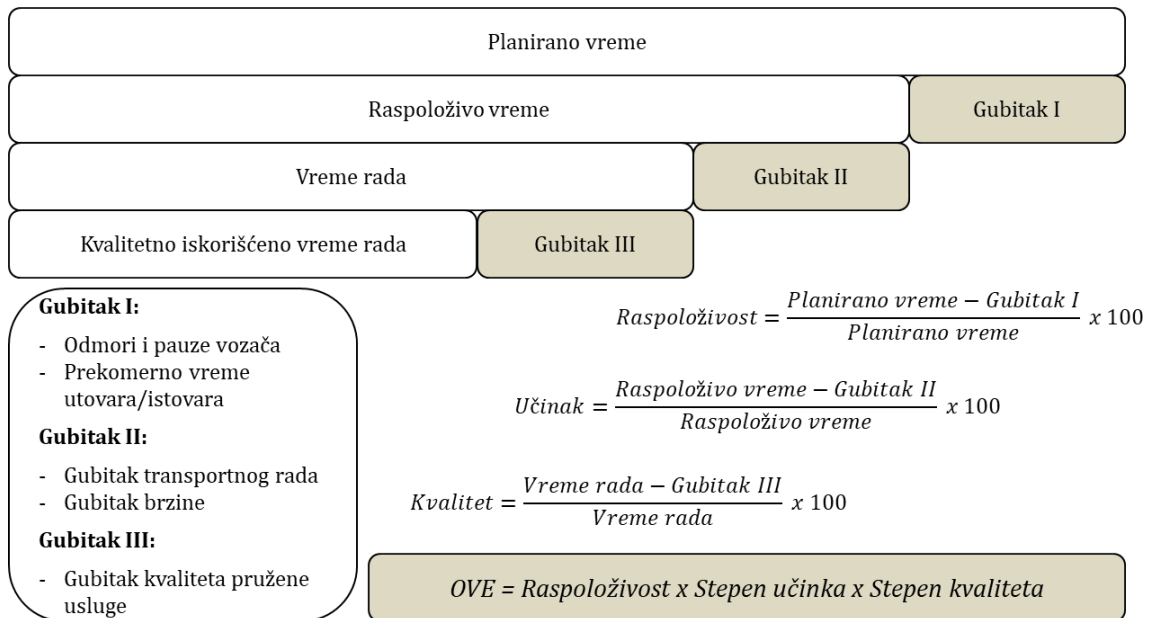 Planirano vreme
Raspoloživo vreme
Gubitak I
Vreme rada
Gubitak II
Kvalitetno iskorišćeno vreme rada
Gubitak III
Gubitak I:
- Odmori i pauze vozača
- Prekomerno vreme
utovara/istovara
Gubitak II:
- Gubitak transportnog rada
- Gubitak brzine
Gubitak III:
- Gubitak kvaliteta pružene
usluge
Raspoloživost = Planirano vreme − Gubitak I / Planirano vreme x 100
Učinak = Raspoloživo vreme − Gubitak II / Raspoloživo vreme x 100
Kvalitet = Vreme rada − Gubitak III / Vreme rada x 100
OVE = Raspoloživost x Stepen učinka x Stepen kvaliteta